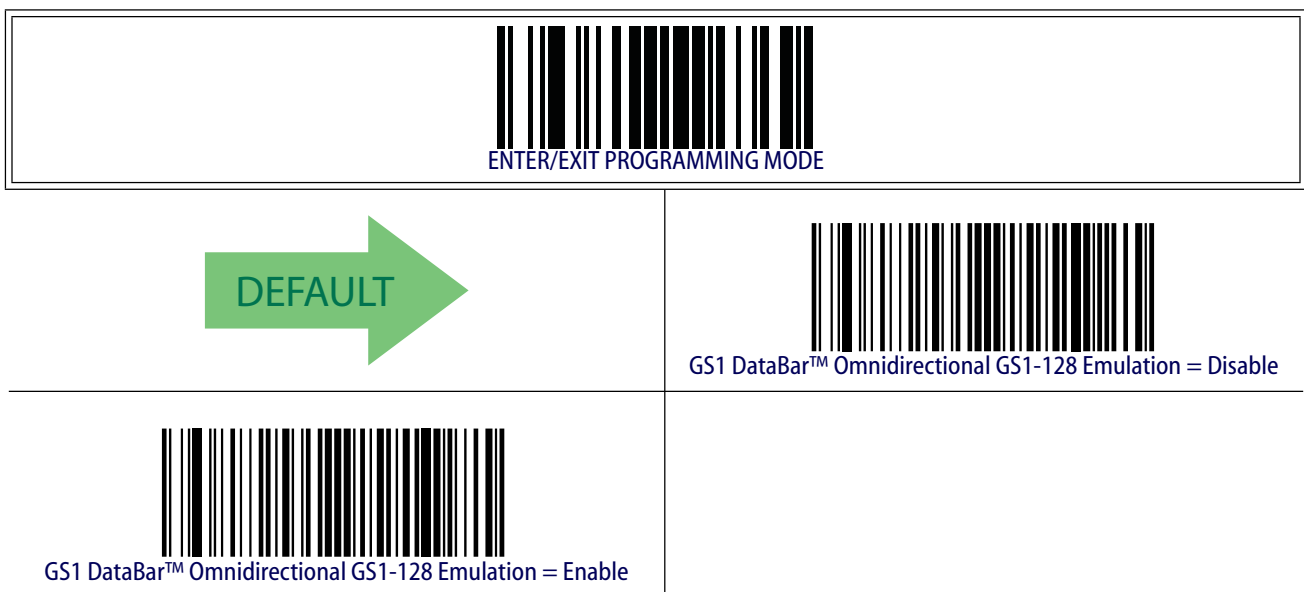 ENTER/EXIT PROGRAMMING MODE
DEFAULT
GS1 DataBar™ Omnidirectional GS1-128 Emulation = Disable
GS1 DataBar™ Omnidirectional GS1-128 Emulation = Enable